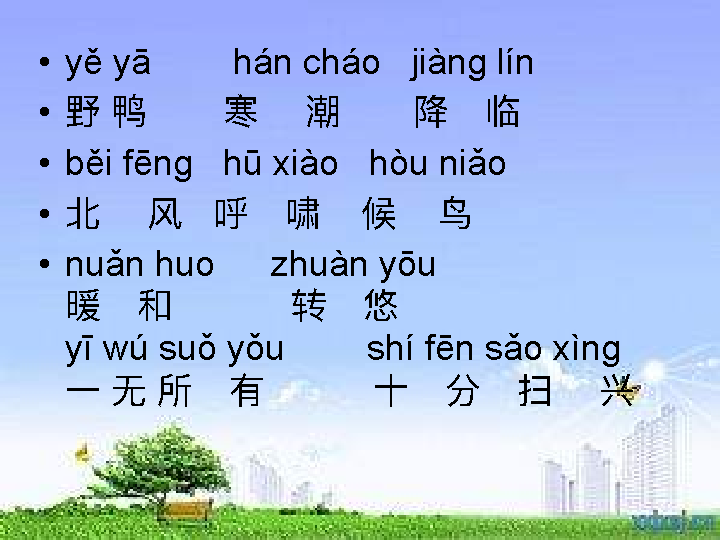 • yě yā hán cháo jiàng lín
• 野 鸭 寒 潮 降 临
• běi fēng hū xiào hòu niǎo
• 北 风 呼 啸 候 鸟
• nuǎn huo zhuàn yōu
暖 和 转 悠
yī wú suǒ yǒu shí fēn sǎo xìng
一 无 所 有 十 分 扫 兴